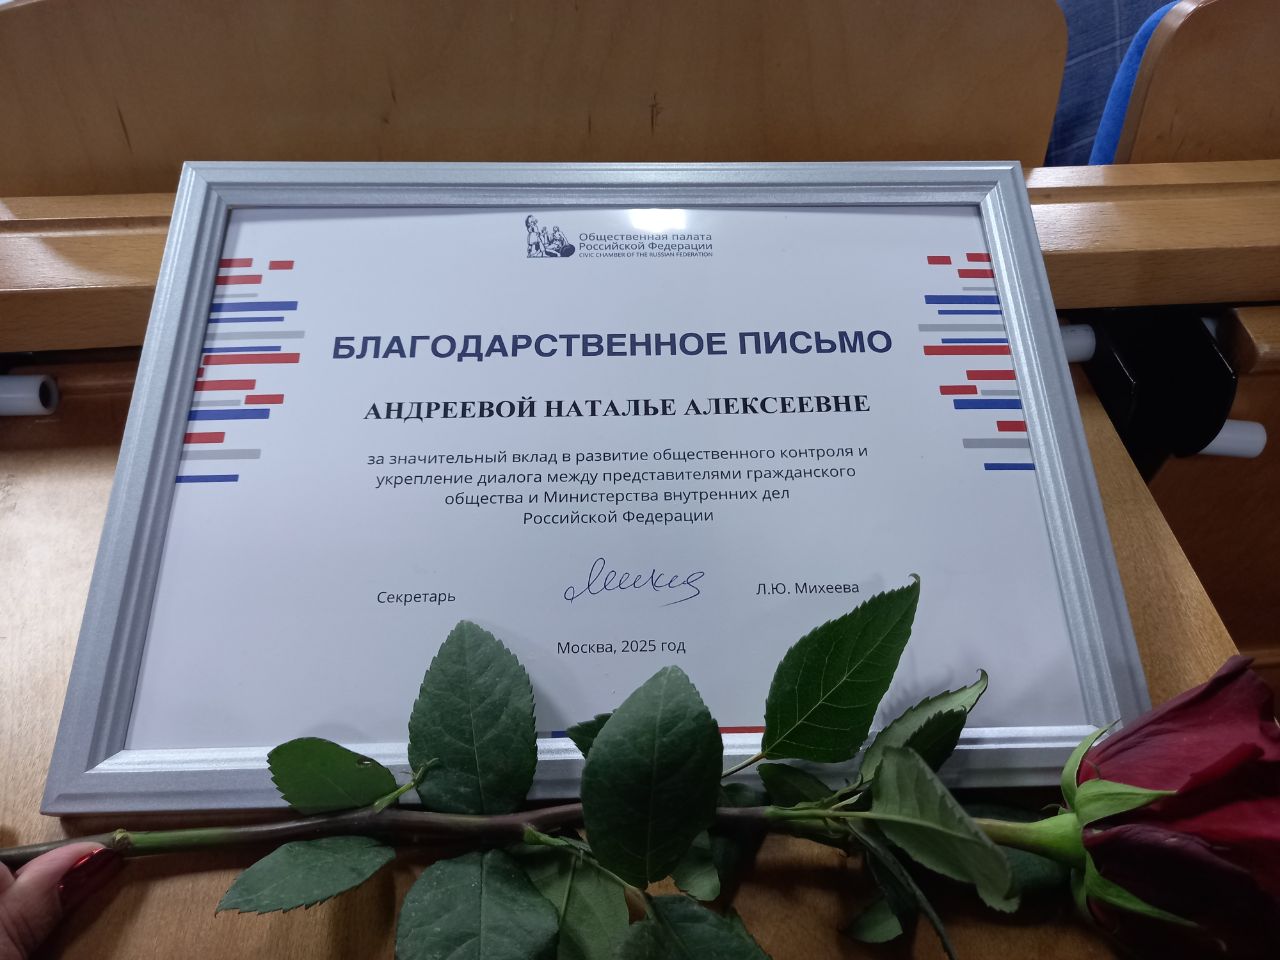 Общественная палата
Российской Федерации
CIVIC CHAMBER OF THE RUSSIAN FEDERATION
БЛАГОДАРСТВЕННОЕ ПИСЬМО
АНДРЕЕВОЙ НАТАЛЬЕ АЛЕКСЕЕВНЕ
за значительный вклад в развитие общественного контроля и
укрепление диалога между представителями гражданского
общества и Министерства внутренних дел
Российской Федерации
Секретарь
Л.Ю. Михеева
Москва, 2025 год